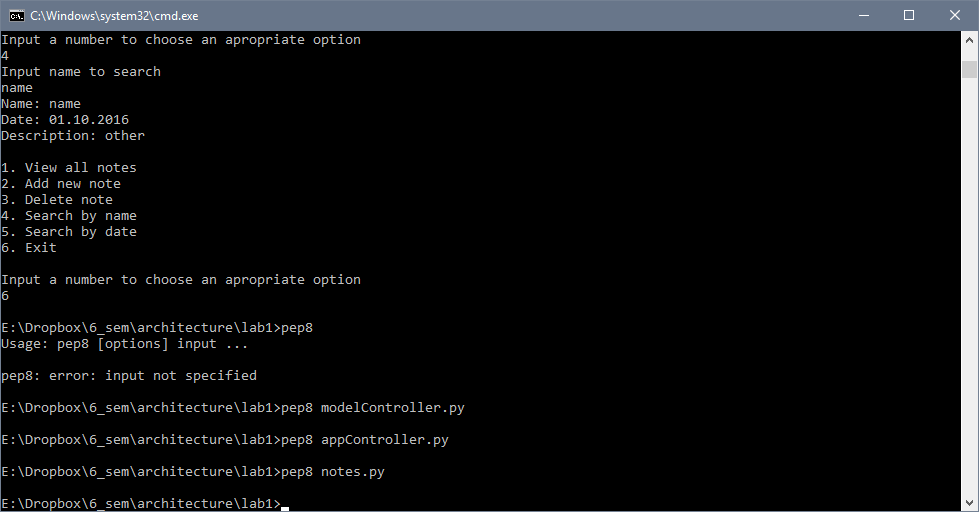 C:\Windows\system32\cmd.exe
Input a number to choose an apropriate option
4
Input name to search
name
Name: name
Date: 01.10.2016
Description: other
1. View all notes
2. Add new note
3. Delete note
4. Search by name
5. Search by date
6. Exit
Input a number to choose an apropriate option
6
E:\Dropbox\6_sem\architecture\lab1>pep8
Usage: pep8 [options] input ...
pep8: error: input not specified
E:\Dropbox\6_sem\architecture\lab1>pep8 modelController.py
E:\Dropbox\6_sem\architecture\lab1>pep8 appController.py
E:\Dropbox\6_sem\architecture\lab1>pep8 notes.py
E:\Dropbox\6_sem\architecture\lab1>